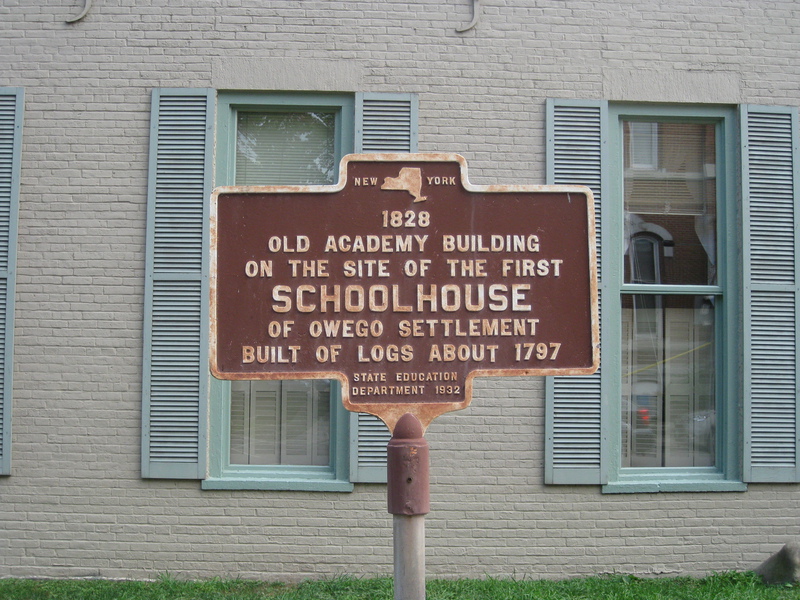 NEW YORK
1828
OLD ACADEMY BUILDING
ON THE SITE OF THE FIRST
SCHOOLHOUSE
OF OWEGO SETTLEMENT
BUILT OF LOGS ABOUT 1797
STATE EDUCATION
DEPARTMENT 1932